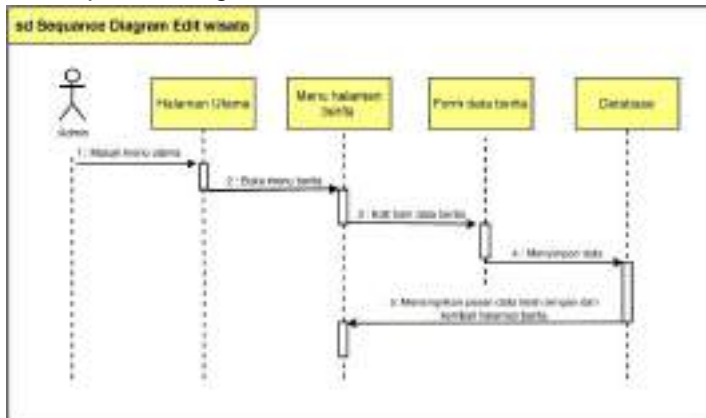 sd Sequance Diagram Edit wisata
Halaman Utama
Menu halaman
berita
Form data berita
Database
Admin
1 : Masuk menu utama
2 : Buka menu berita
3 : Edit form data berita
4 : Menyimpan data
5: Menampilkan pesan data telah simpan dan
kembali halaman berita.